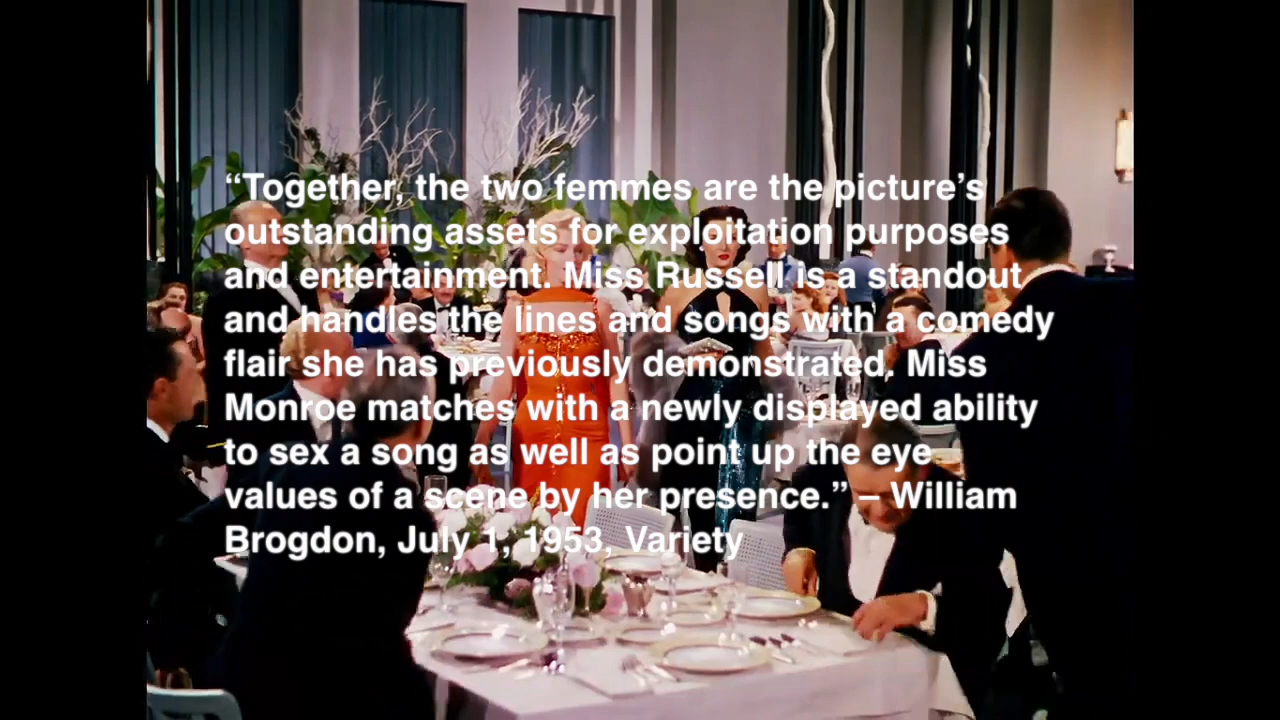 “Together, the two femmes are the picture’s
outstanding assets for exploitation purposes
and entertainment. Miss Russell is a standout
and handles the lines and songs with a comedy
flair she has previously demonstrated. Miss
Monroe matches with a newly displayed ability
to sex a song as well as point up the eye
values of a scene by her presence.” – William
Brogdon, July 1, 1953, Variety